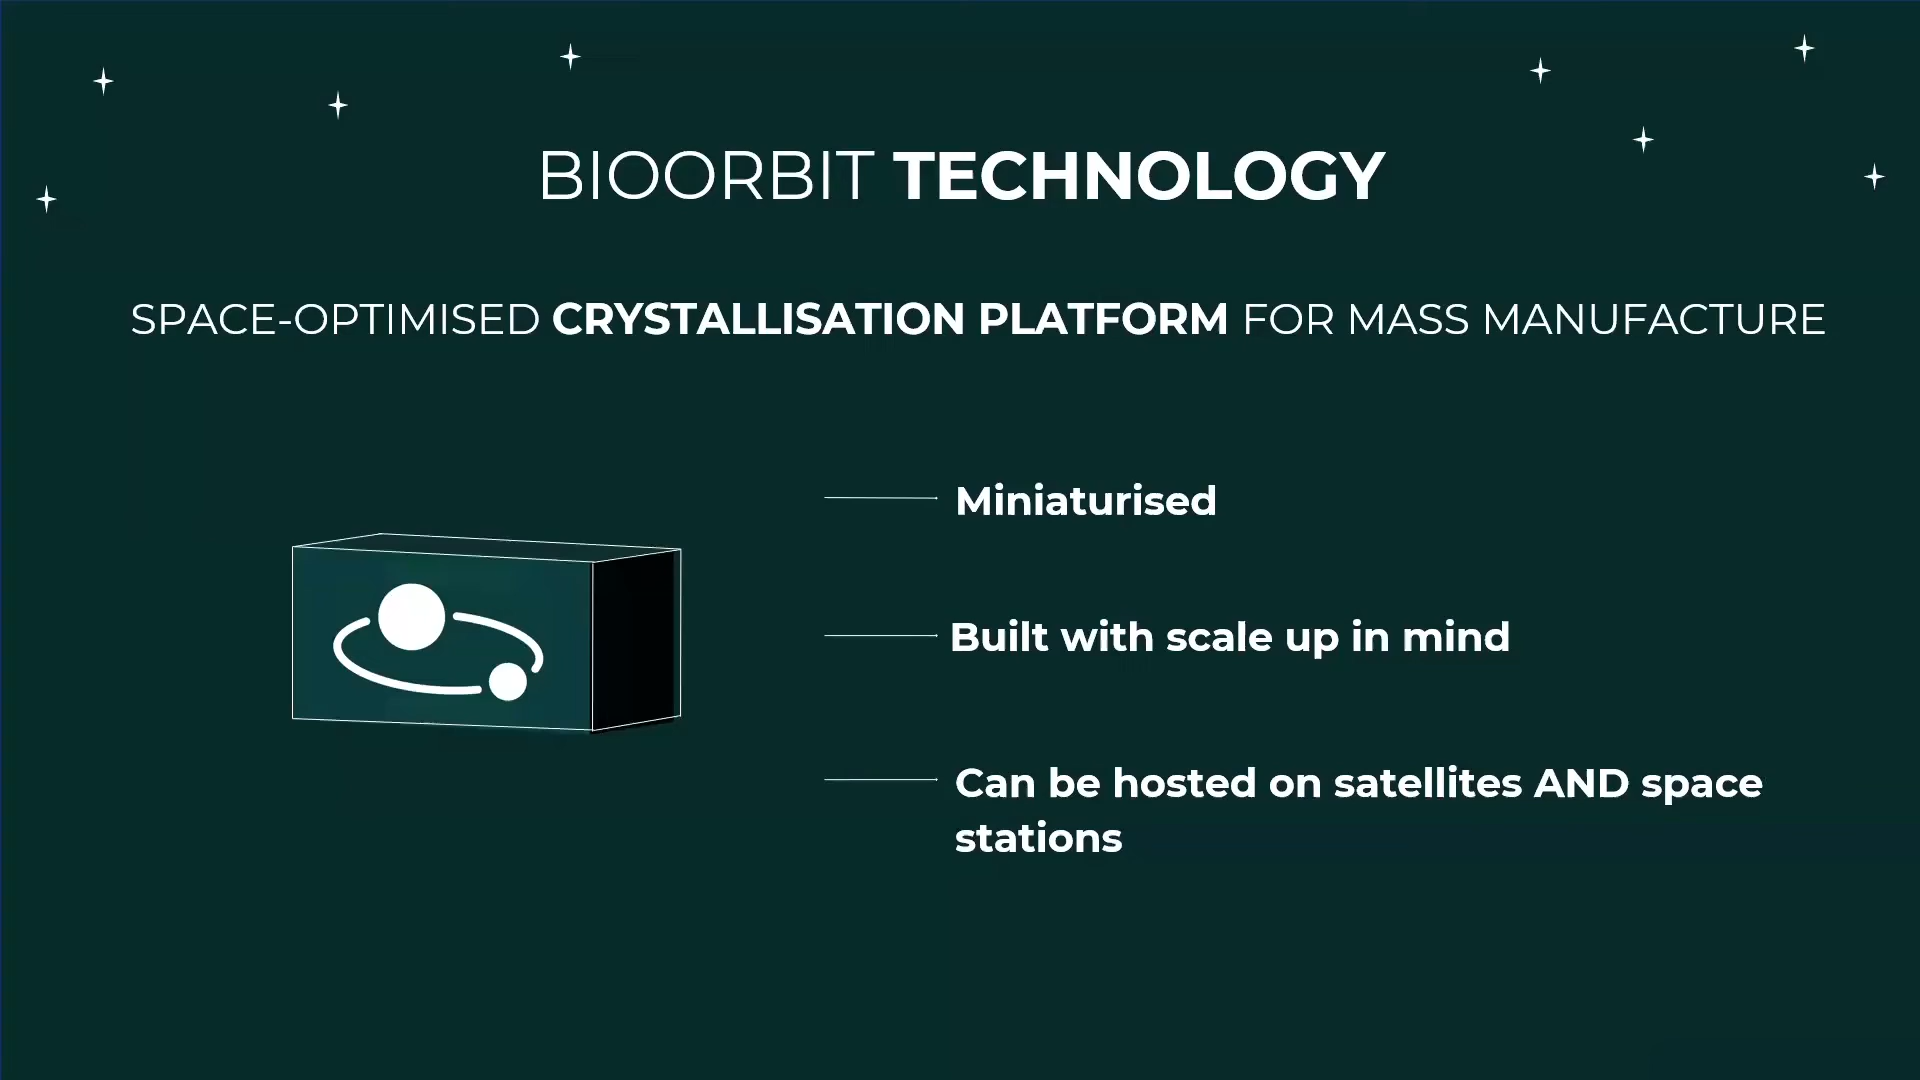 BIOORBIT TECHNOLOGY
SPACE-OPTIMISED CRYSTALLISATION PLATFORM FOR MASS MANUFACTURE
Miniaturised
Built with scale up in mind
Can be hosted on satellites AND space
stations